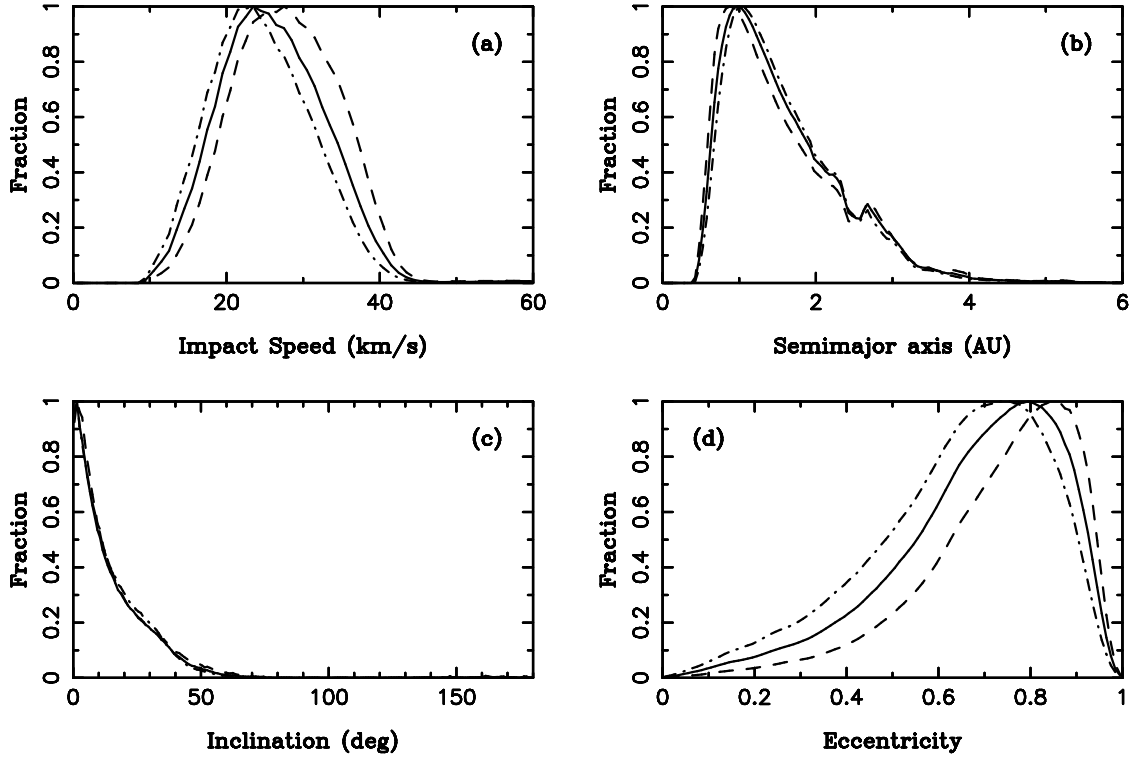 (a)
Fraction
0 0.2 0.4 0.6 0.8 1
0 20 40 60
Impact Speed (km/s)
(b)
Fraction
0 0.2 0.4 0.6 0.8 1
0 2 4 6
Semimajor axis (AU)
(c)
Fraction
0 0.2 0.4 0.6 0.8 1
0 50 100 150
Inclination (deg)
(d)
Fraction
0 0.2 0.4 0.6 0.8 1
0 0.2 0.4 0.6 0.8 1
Eccentricity